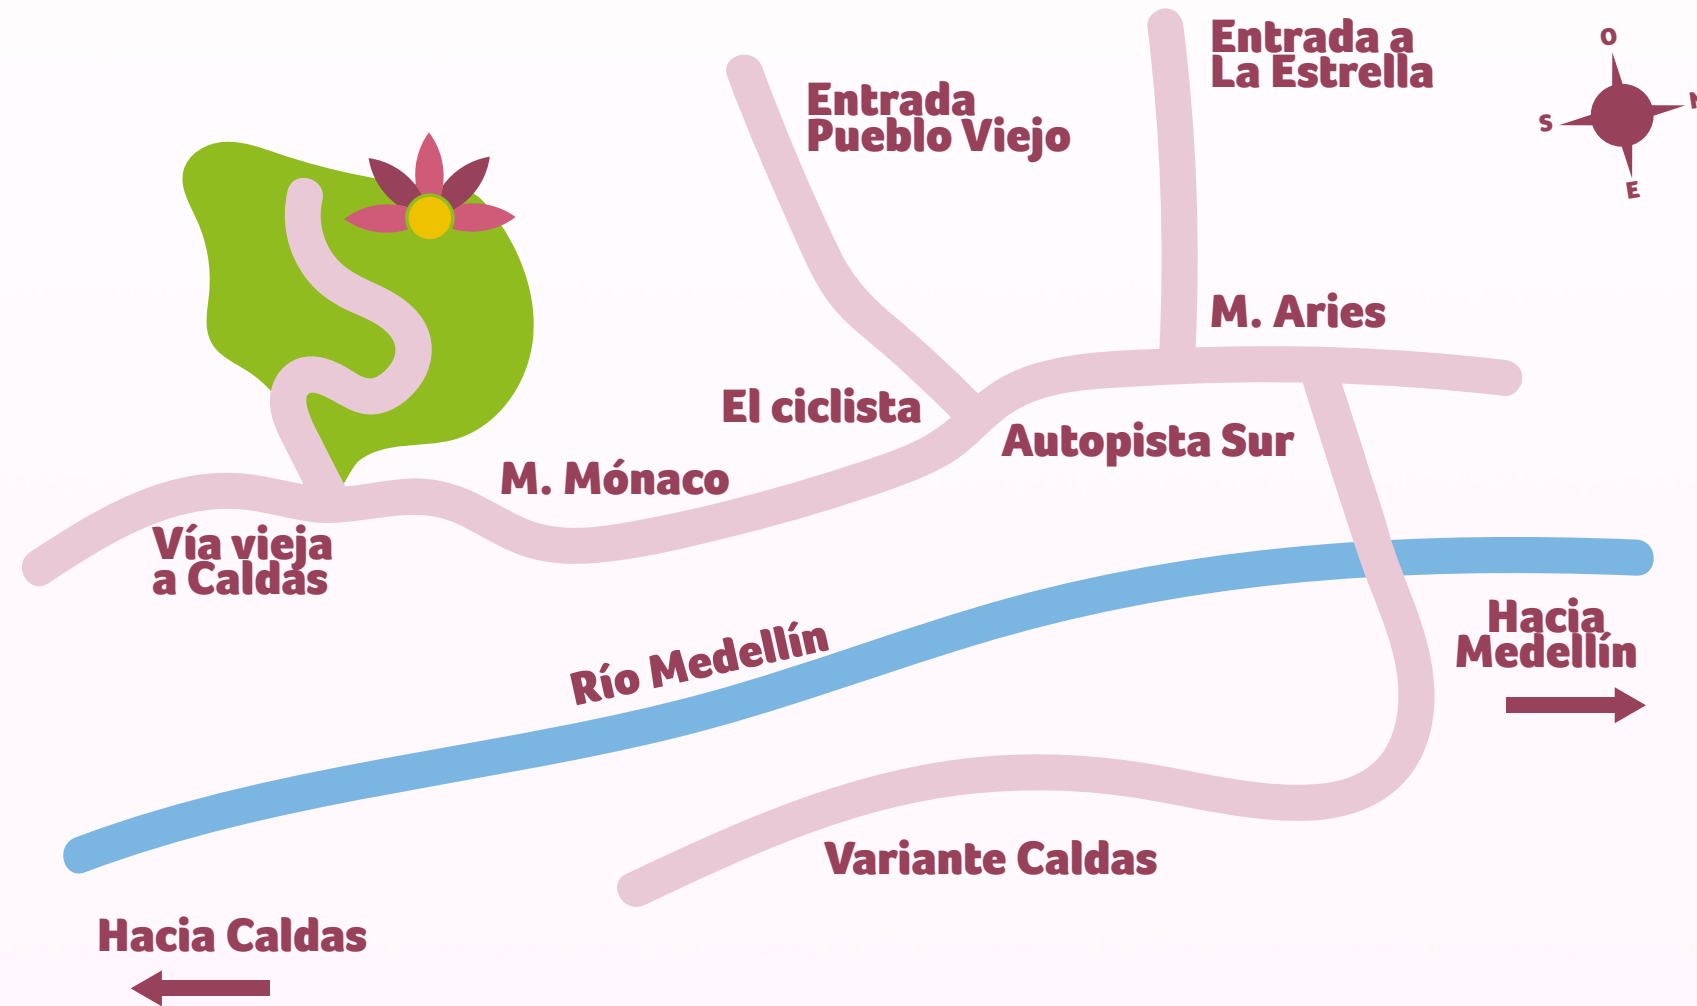 Entrada a
La Estrella
O
S
E
Entrada
Pueblo Viejo
M. Aries
El ciclista
Autopista Sur
M. Mónaco
Vía vieja
a Caldas
Río Medellín
Hacia
Medellín
Variante Caldas
Hacia Caldas